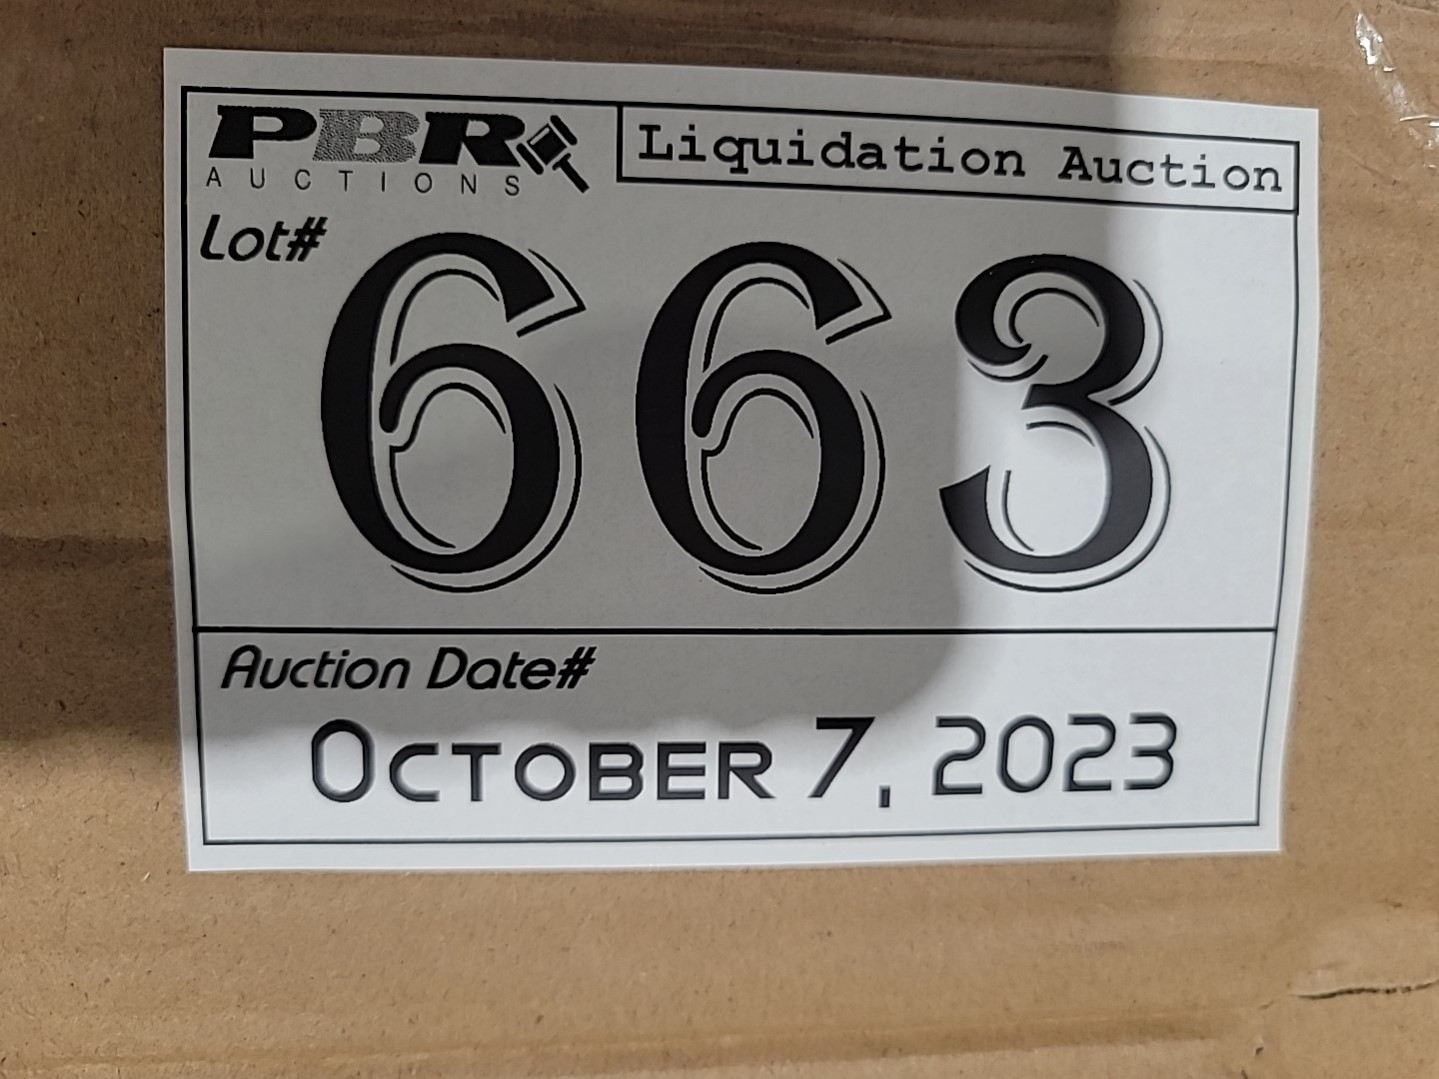 PBR
AUCTIONS
Liquidation Auction
Lot#
663
Auction Date#
OCTOBER 7, 2023